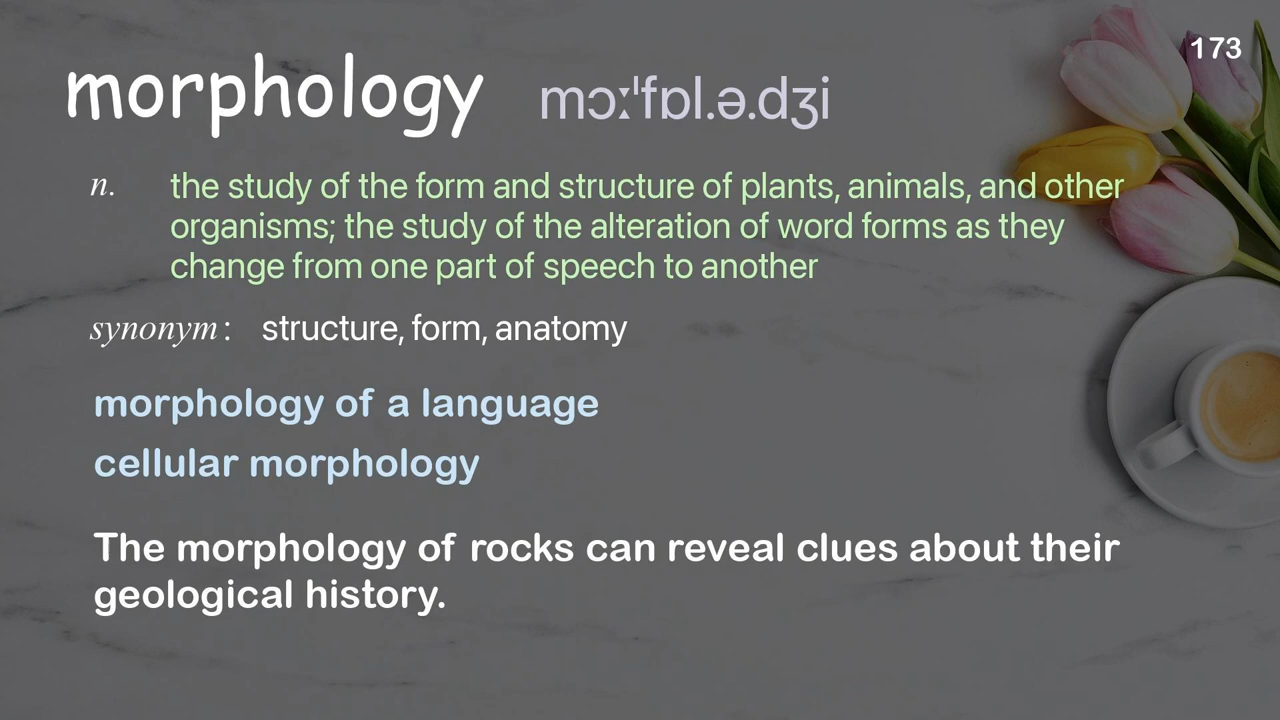 173
morphology mɔːˈfɒl.ə.dʒi
n. the study of the form and structure of plants, animals, and other
organisms; the study of the alteration of word forms as they
change from one part of speech to another
synonym: structure, form, anatomy
morphology of a language
cellular morphology
The morphology of rocks can reveal clues about their
geological history.